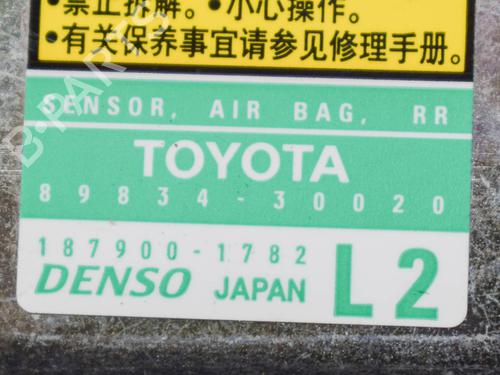 •禁止拆解。•小心操作。
•有关保养事宜请参见修理手册。
SENSOR, AIR BAG, RR
TOYOTA
89834-30020
187900-1782
DENSO JAPAN L2
B-PARTS